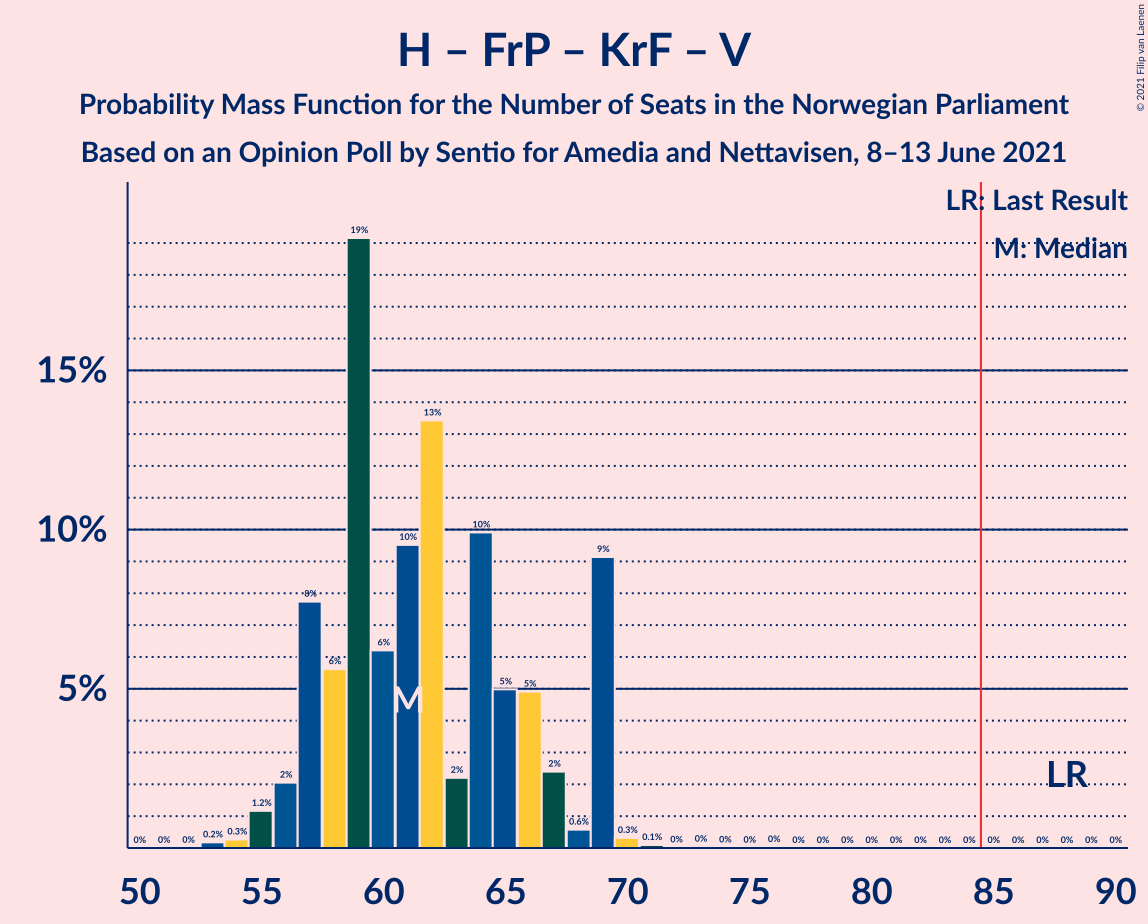 H – FrP – KrF – V
Probability Mass Function for the Number of Seats in the Norwegian Parliament
Based on an Opinion Poll by Sentio for Amedia and Nettavisen, 8–13 June 2021
© 2021 Filip van Laenen
LR: Last Result
M: Median
15%
10%
5%
0% 0% 0% 0.2% 0.3% 1.2% 2% 8% 6% 19% 6% 10% 13% 2% 10% 5% 5% 2% 0.6% 9% 0.3% 0.1% 0% 0% 0% 0% 0% 0% 0% 0% 0% 0% 0% 0% 0% 0% 0% 0% 0% 0% 0%
M
LR
50 55 60 65 70 75 80 85 90